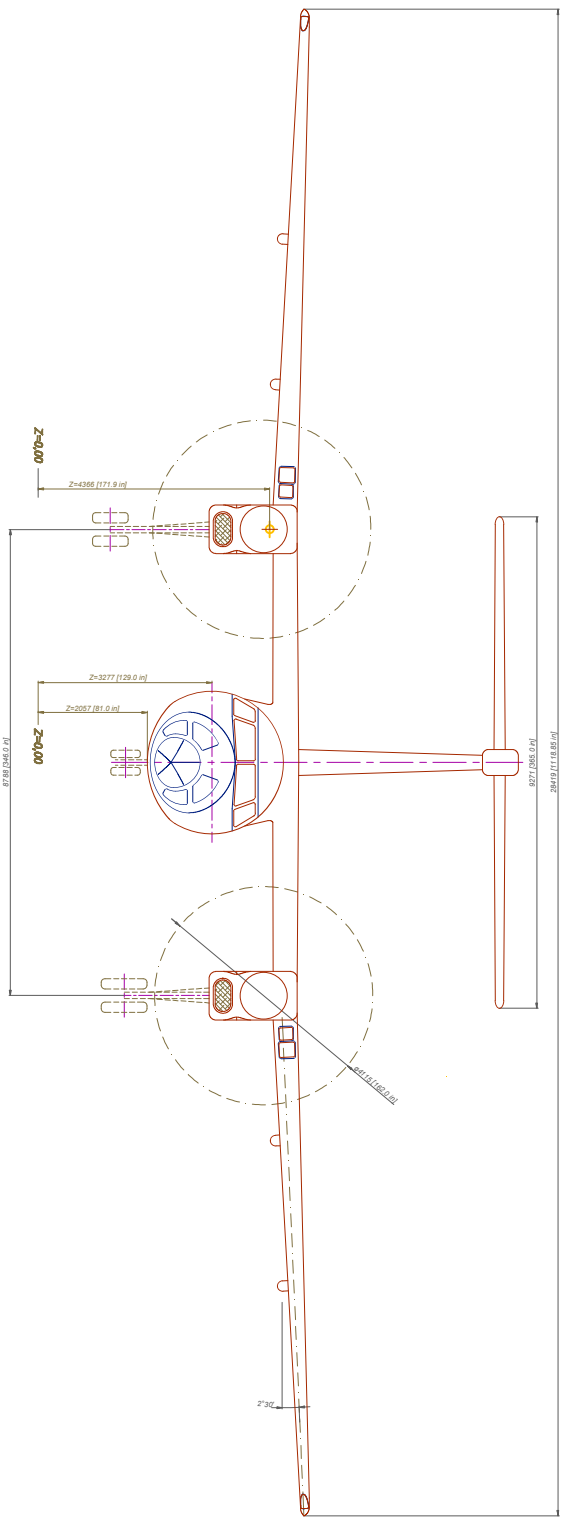 Z=0,00
Z=4366 [171.9 in]
Z=3277 [129.0 in]
Z=2057 [81.0 in]
Z=0,00
8788 [346.0 in]
9271 [365.0 in]
28419 [1118.85 in]
ø4115 [162.0 in]
2°30'